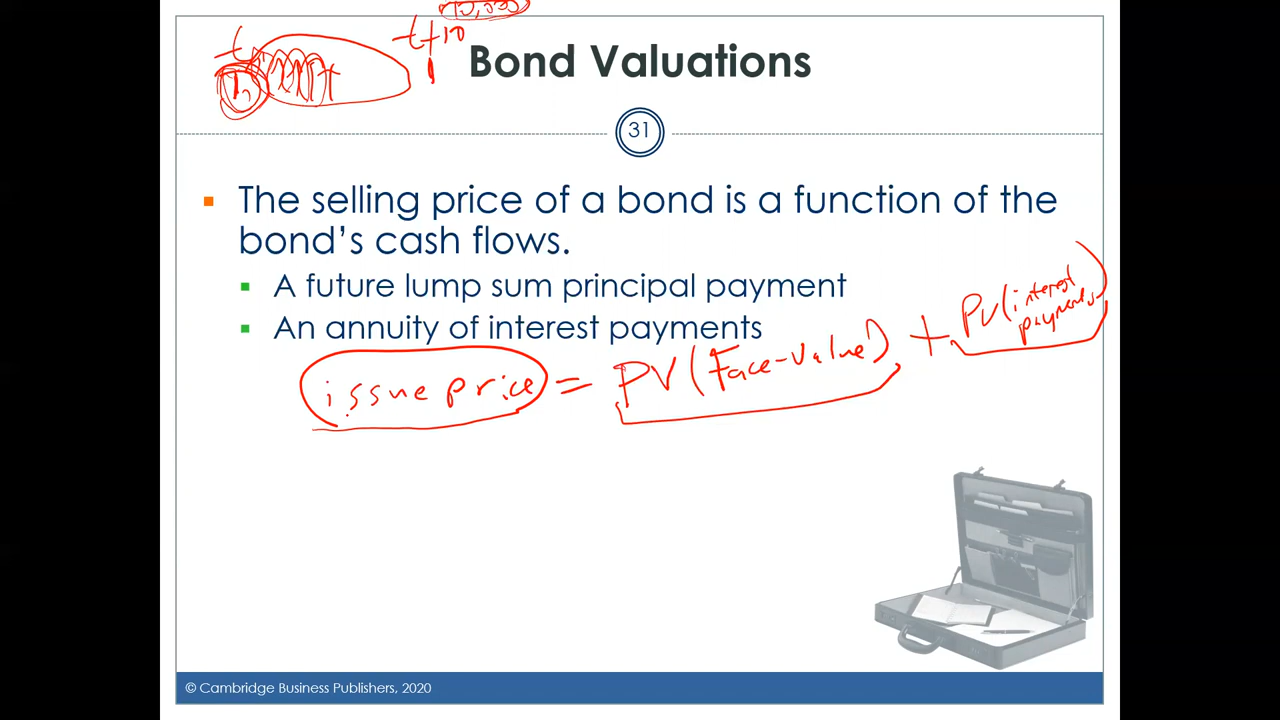 t+10
Bond Valuations
31
The selling price of a bond is a function of the
bond's cash flows.
A future lump sum principal payment
An annuity of interest payments
issue price = PV(Face-value) + PV(interest
payments)
© Cambridge Business Publishers, 2020